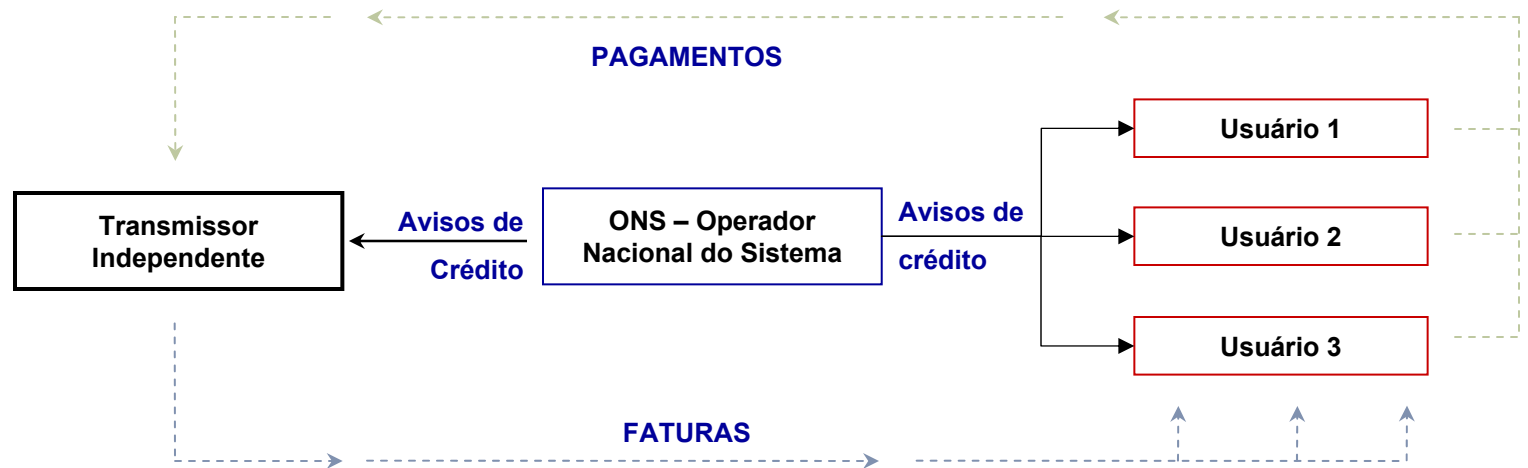 PAGAMENTOS
Usuário 1
Transmissor
Independente
Avisos de
Crédito
ONS – Operador
Nacional do Sistema
Avisos de
crédito
Usuário 2
Usuário 3
FATURAS